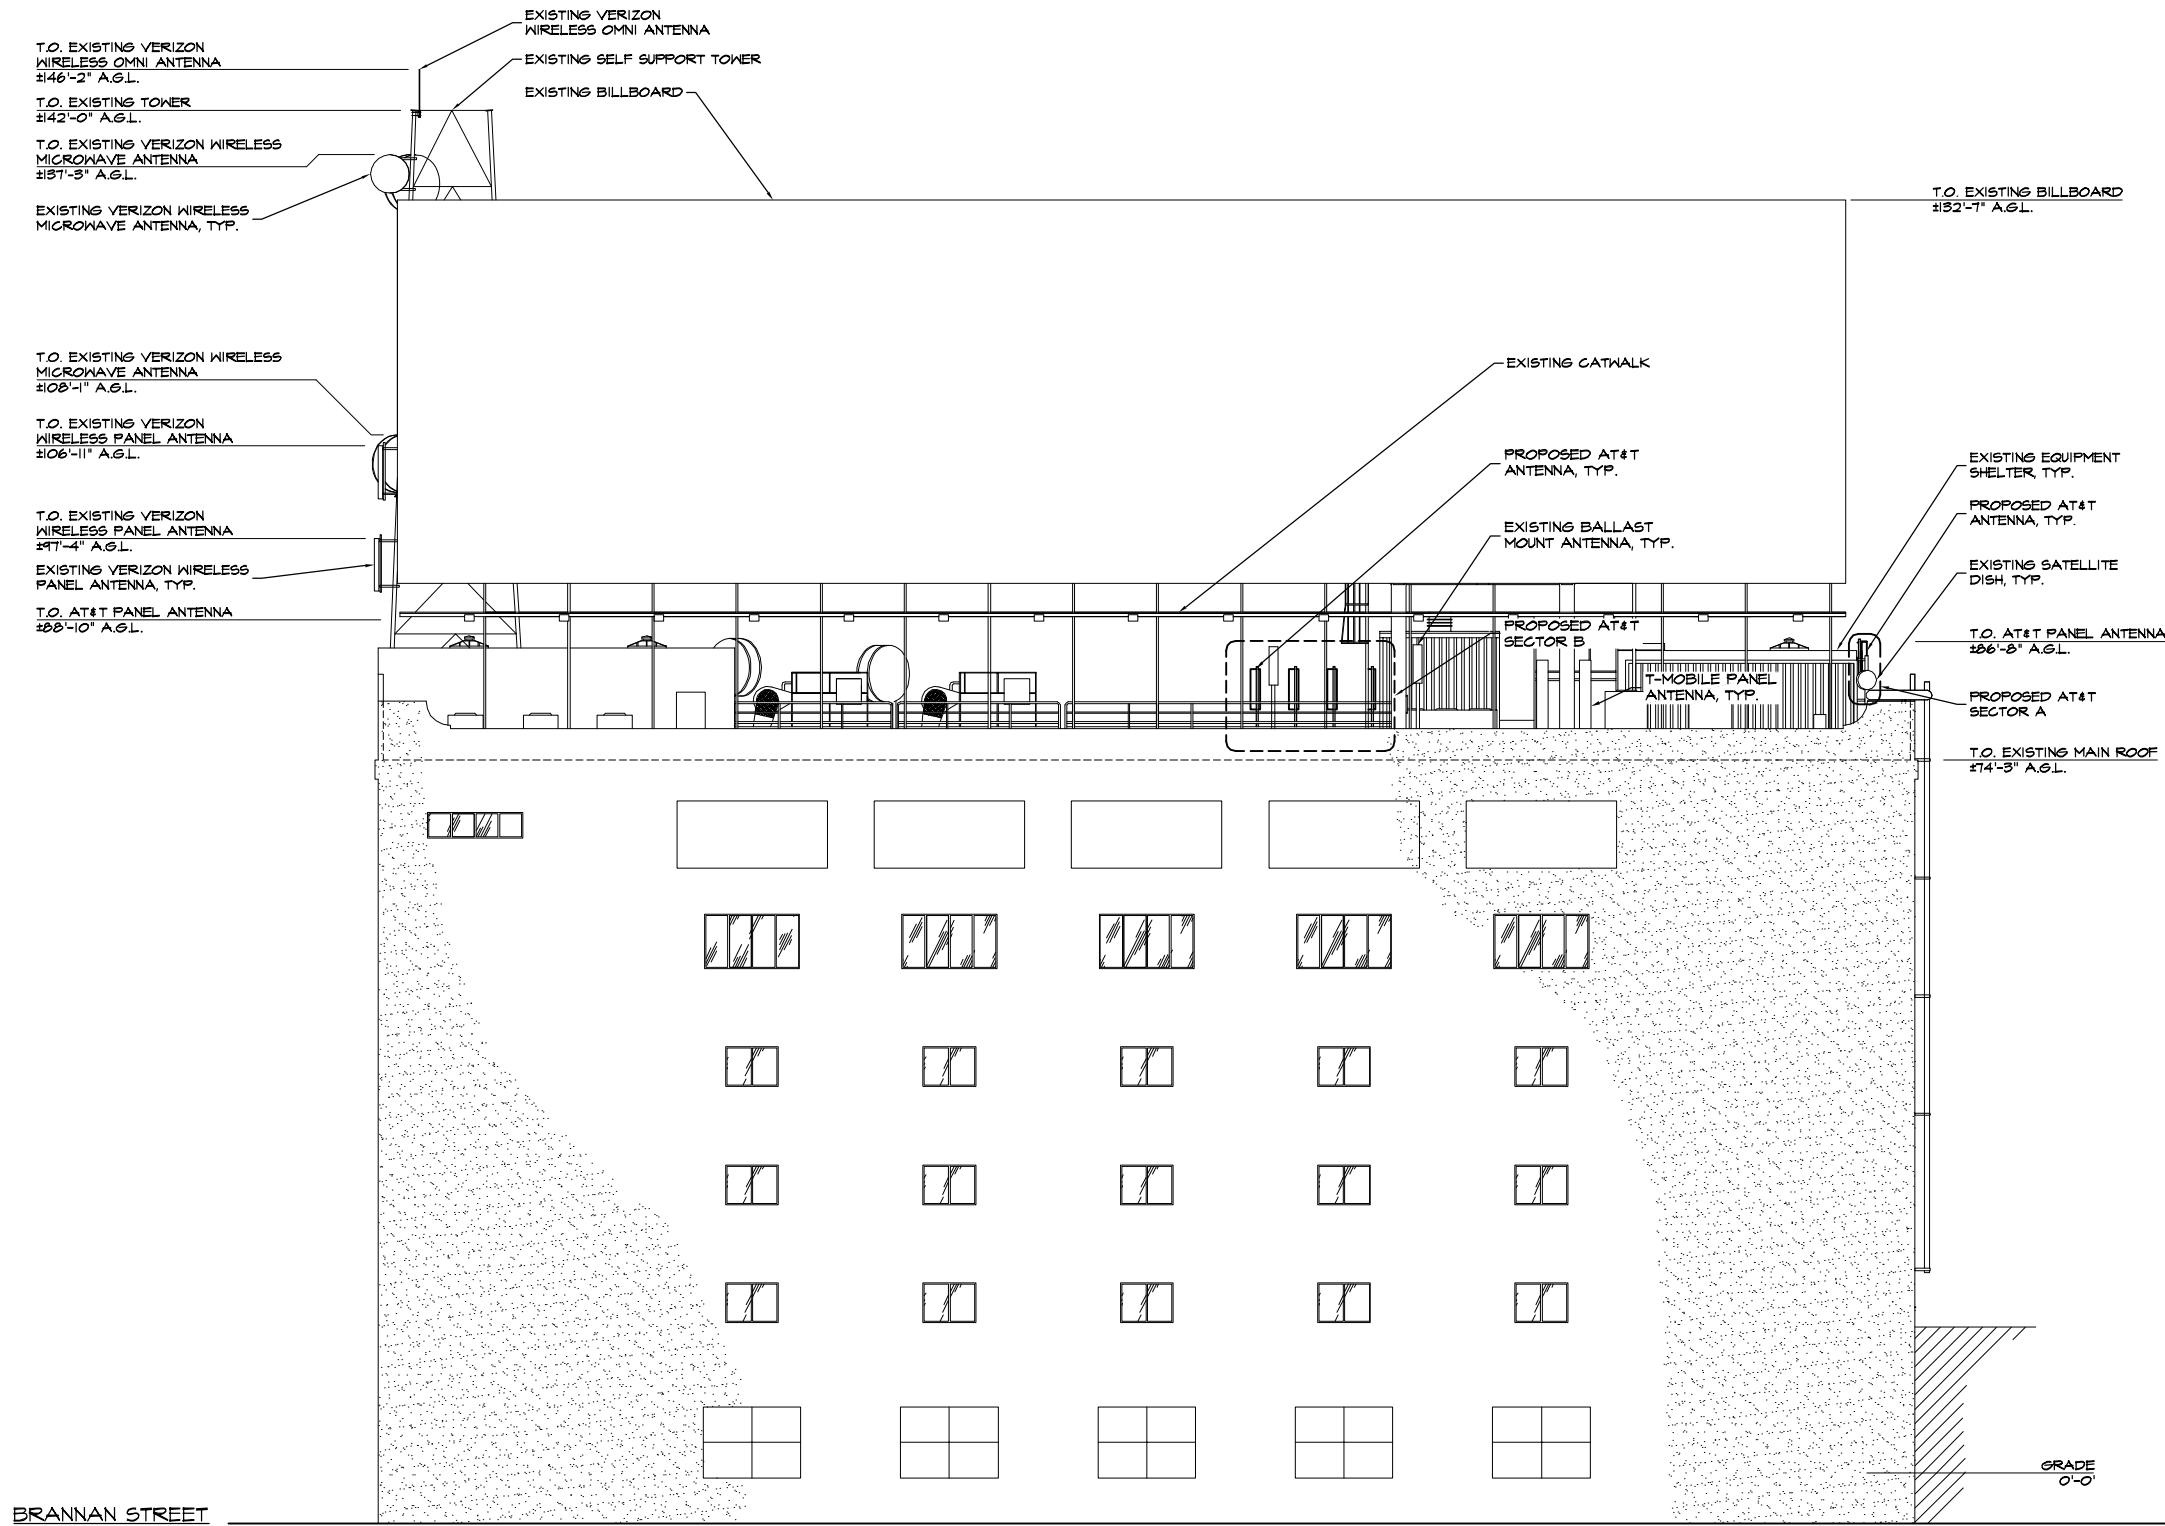 EXISTING VERIZON
WIRELESS OMNI ANTENNA
EXISTING SELF SUPPORT TOWER
EXISTING BILLBOARD
T.O. EXISTING VERIZON
WIRELESS OMNI ANTENNA
±146'-2" A.G.L.
T.O. EXISTING TOWER
±142'-0" A.G.L.
T.O. EXISTING VERIZON WIRELESS
MICROWAVE ANTENNA
±137'-3" A.G.L.
EXISTING VERIZON WIRELESS
MICROWAVE ANTENNA, TYP.
T.O. EXISTING BILLBOARD
±132'-7" A.G.L.
T.O. EXISTING VERIZON WIRELESS
MICROWAVE ANTENNA
±108'-1" A.G.L.
T.O. EXISTING VERIZON
WIRELESS PANEL ANTENNA
±106'-11" A.G.L.
T.O. EXISTING VERIZON
WIRELESS PANEL ANTENNA
±97'-4" A.G.L.
EXISTING VERIZON WIRELESS
PANEL ANTENNA, TYP.
T.O. AT&T PANEL ANTENNA
±88'-10" A.G.L.
EXISTING CATWALK
PROPOSED AT&T
ANTENNA, TYP.
EXISTING BALLAST
MOUNT ANTENNA, TYP.
PROPOSED AT&T
SECTOR B
T-MOBILE PANEL
ANTENNA, TYP.
EXISTING EQUIPMENT
SHELTER, TYP.
PROPOSED AT&T
ANTENNA, TYP.
EXISTING SATELLITE
DISH, TYP.
T.O. AT&T PANEL ANTENNA
±86'-8" A.G.L.
PROPOSED AT&T
SECTOR A
T.O. EXISTING MAIN ROOF
±74'-3" A.G.L.
GRADE
0'-0'
BRANNAN STREET